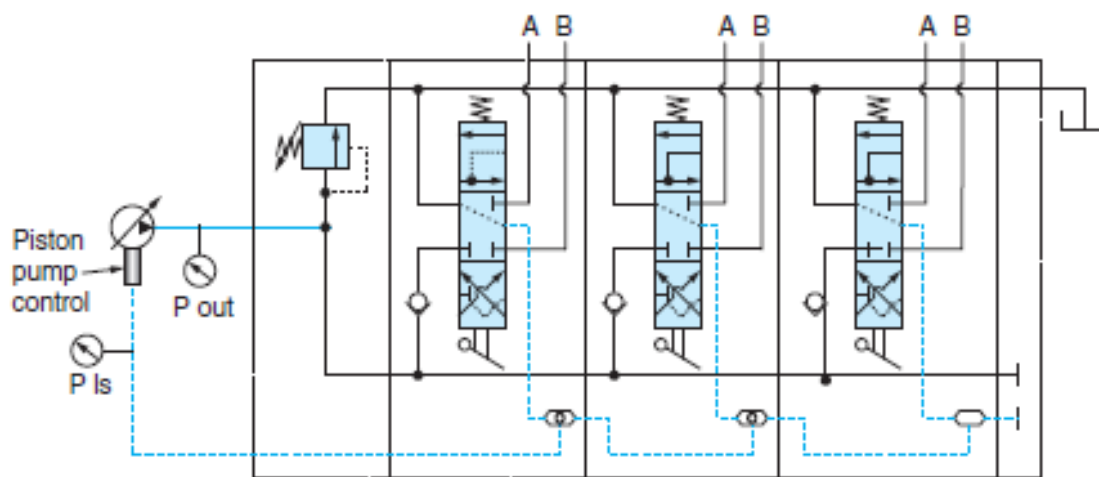 A B
A B
A B
Piston
pump
control
P out
P ls